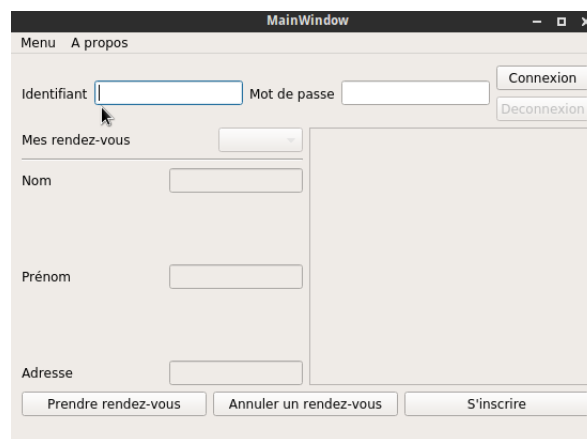 MainWindow
Menu A propos
Identifiant Mot de passe Connexion
Deconnexion
Mes rendez-vous
Nom
Prénom
Adresse
Prendre rendez-vous Annuler un rendez-vous S'inscrire